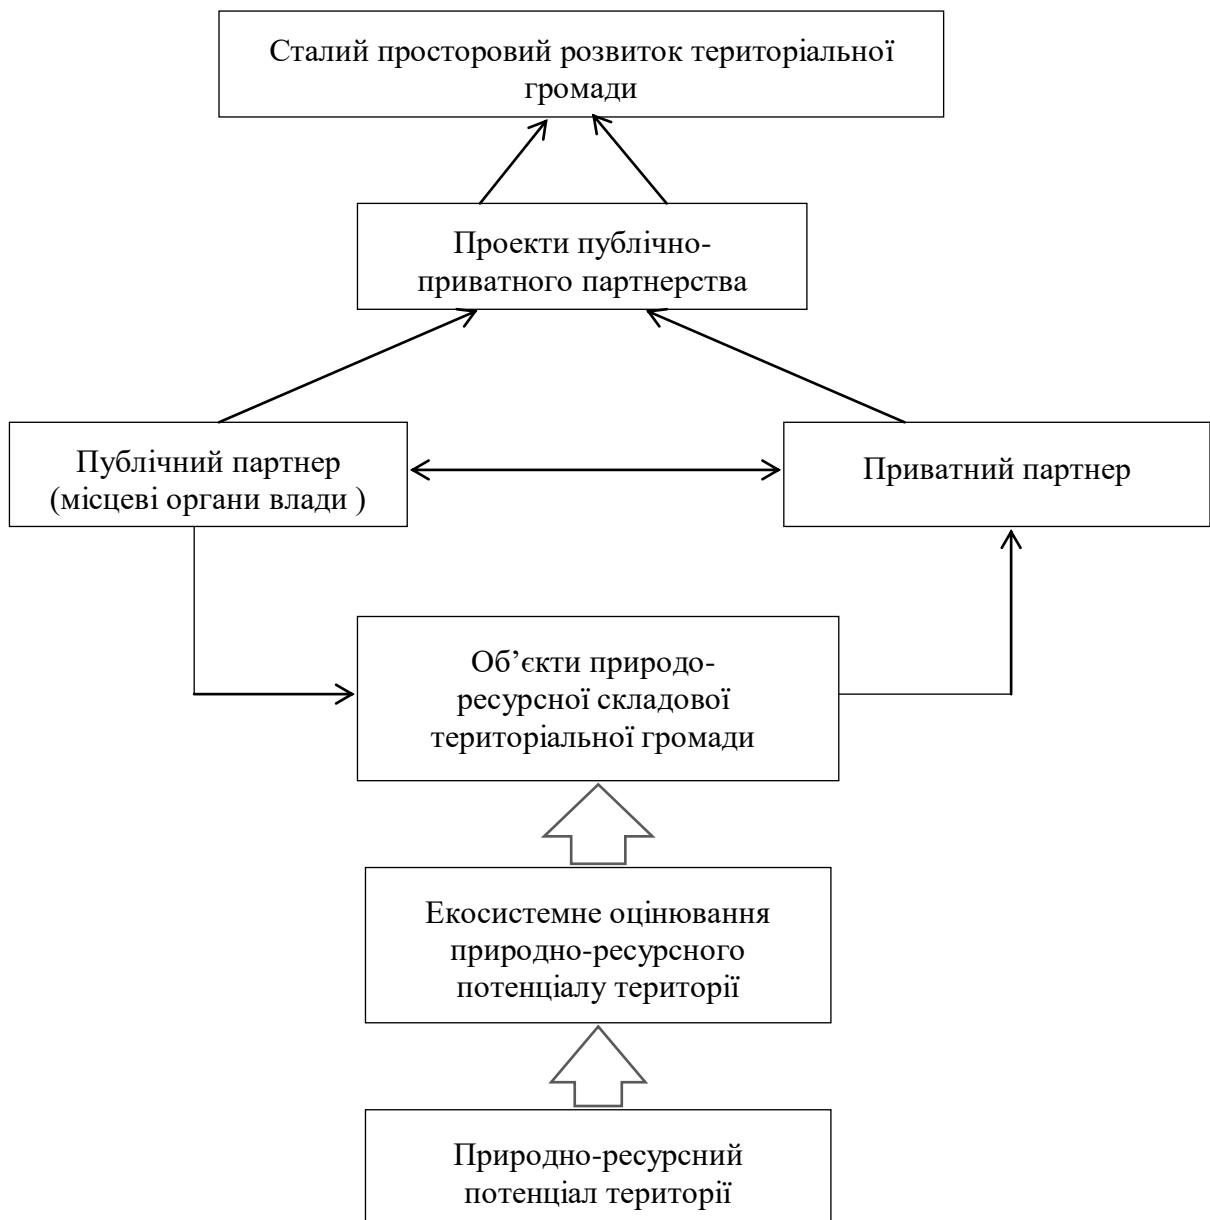 Сталий просторовий розвиток територіальної
громади
Проекти публічно-
приватного партнерства
Публічний партнер
(місцеві органи влади )
Приватний партнер
Об’єкти природо-
ресурсної складової
територіальної громади
Екосистемне оцінювання
природно-ресурсного
потенціалу території
Природно-ресурсний
потенціал території